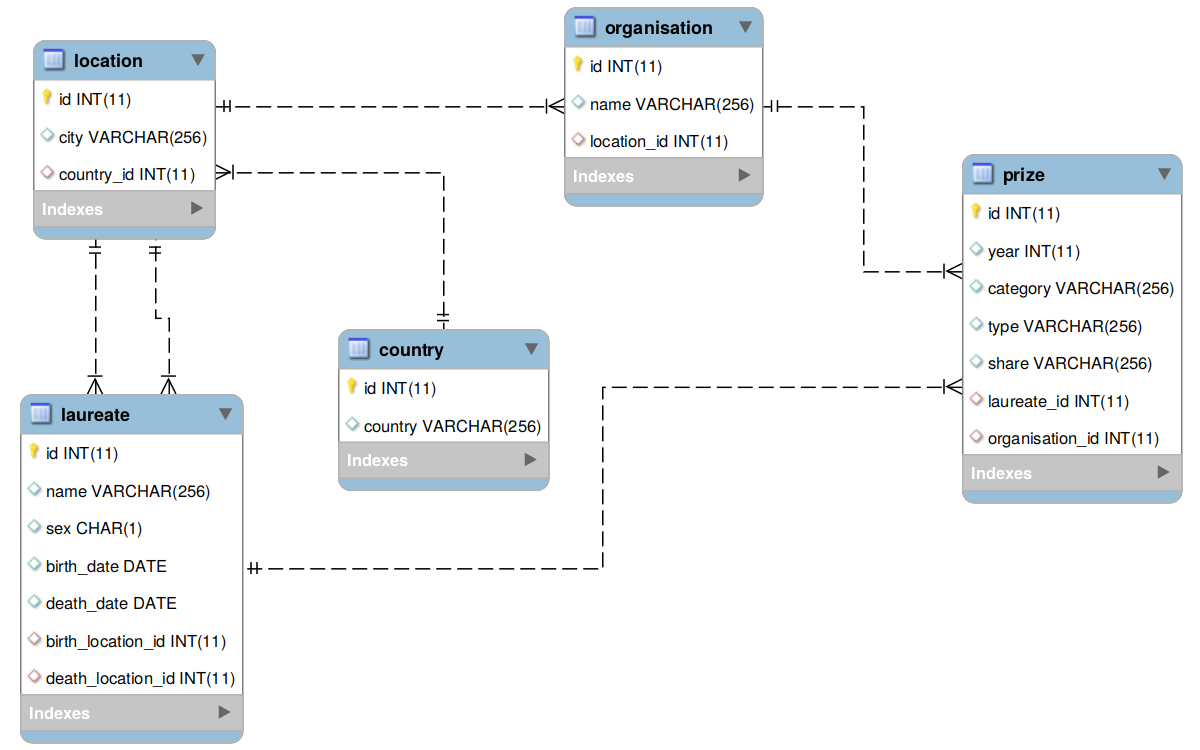 location
id INT(11)
city VARCHAR(256)
country_id INT(11)
Indexes
organisation
id INT(11)
name VARCHAR(256)
location_id INT(11)
Indexes
prize
id INT(11)
year INT(11)
category VARCHAR(256)
type VARCHAR(256)
share VARCHAR(256)
laureate_id INT(11)
organisation_id INT(11)
Indexes
country
id INT(11)
country VARCHAR(256)
Indexes
laureate
id INT(11)
name VARCHAR(256)
sex CHAR(1)
birth_date DATE
death_date DATE
birth_location_id INT(11)
death_location_id INT(11)
Indexes